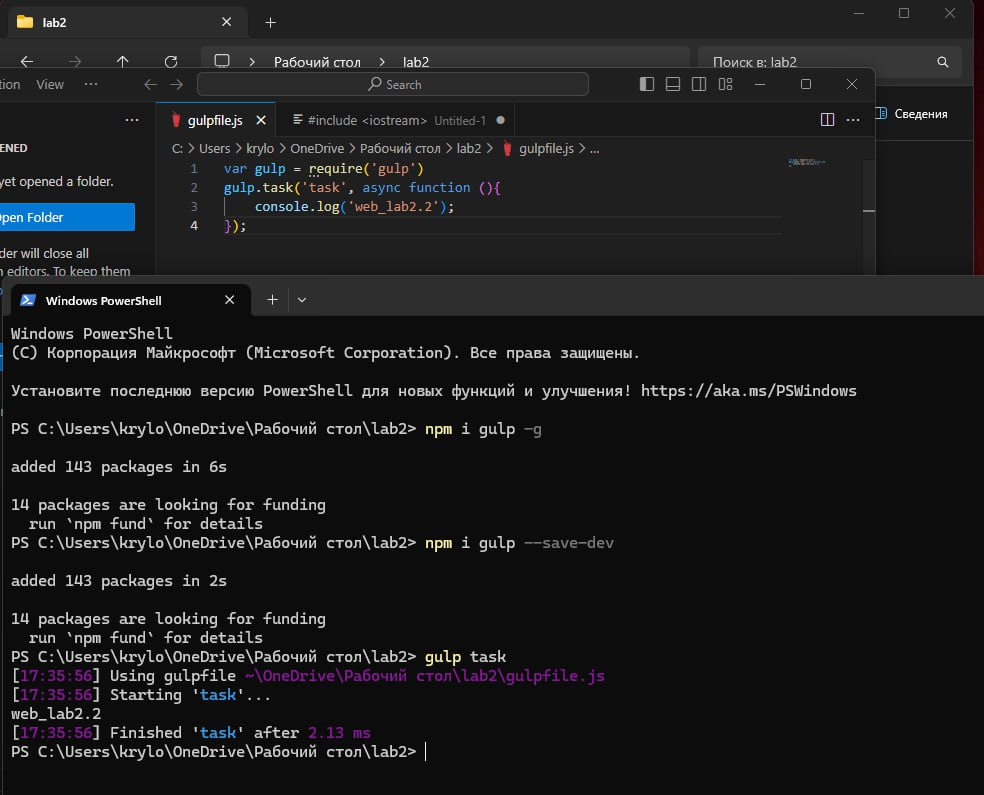 lab2
Рабочий стол > lab2
Поиск в: lab2
tion View ... Search
Сведения
gulpfile.js
#include <iostream> Untitled-1
ENED
C: > Users > krylo > OneDrive > Рабочий стол > lab2 > gulpfile.js > ...
yet opened a folder.
pen Folder
der will close all
n editors. To keep them
1 var gulp = require('gulp')
2 gulp.task('task', async function (){
3 console.log('web_lab2.2');
4 });
Windows PowerShell
Windows PowerShell
(C) Корпорация Майкрософт (Microsoft Corporation). Все права защищены.
Установите последнюю версию PowerShell для новых функций и улучшения! https://aka.ms/PSWindows
PS C:\Users\krylo\OneDrive\Рабочий стол\lab2> npm i gulp -g
added 143 packages in 6s
14 packages are looking for funding
run `npm fund` for details
PS C:\Users\krylo\OneDrive\Рабочий стол\lab2> npm i gulp --save-dev
added 143 packages in 2s
14 packages are looking for funding
run `npm fund` for details
PS C:\Users\krylo\OneDrive\Рабочий стол\lab2> gulp task
[17:35:56] Using gulpfile ~\OneDrive\Рабочий стол\lab2\gulpfile.js
[17:35:56] Starting 'task'...
web_lab2.2
[17:35:56] Finished 'task' after 2.13 ms
PS C:\Users\krylo\OneDrive\Рабочий стол\lab2>